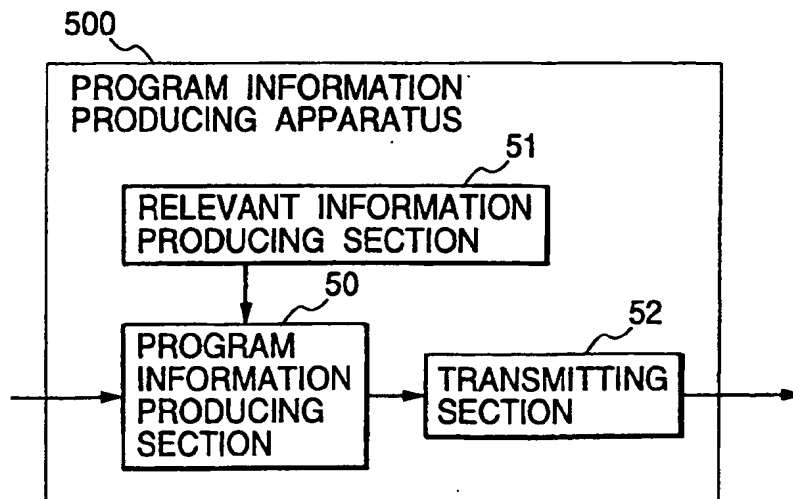 500
PROGRAM INFORMATION
PRODUCING APPARATUS
51
RELEVANT INFORMATION
PRODUCING SECTION
50
PROGRAM
INFORMATION
PRODUCING
SECTION
52
TRANSMITTING
SECTION